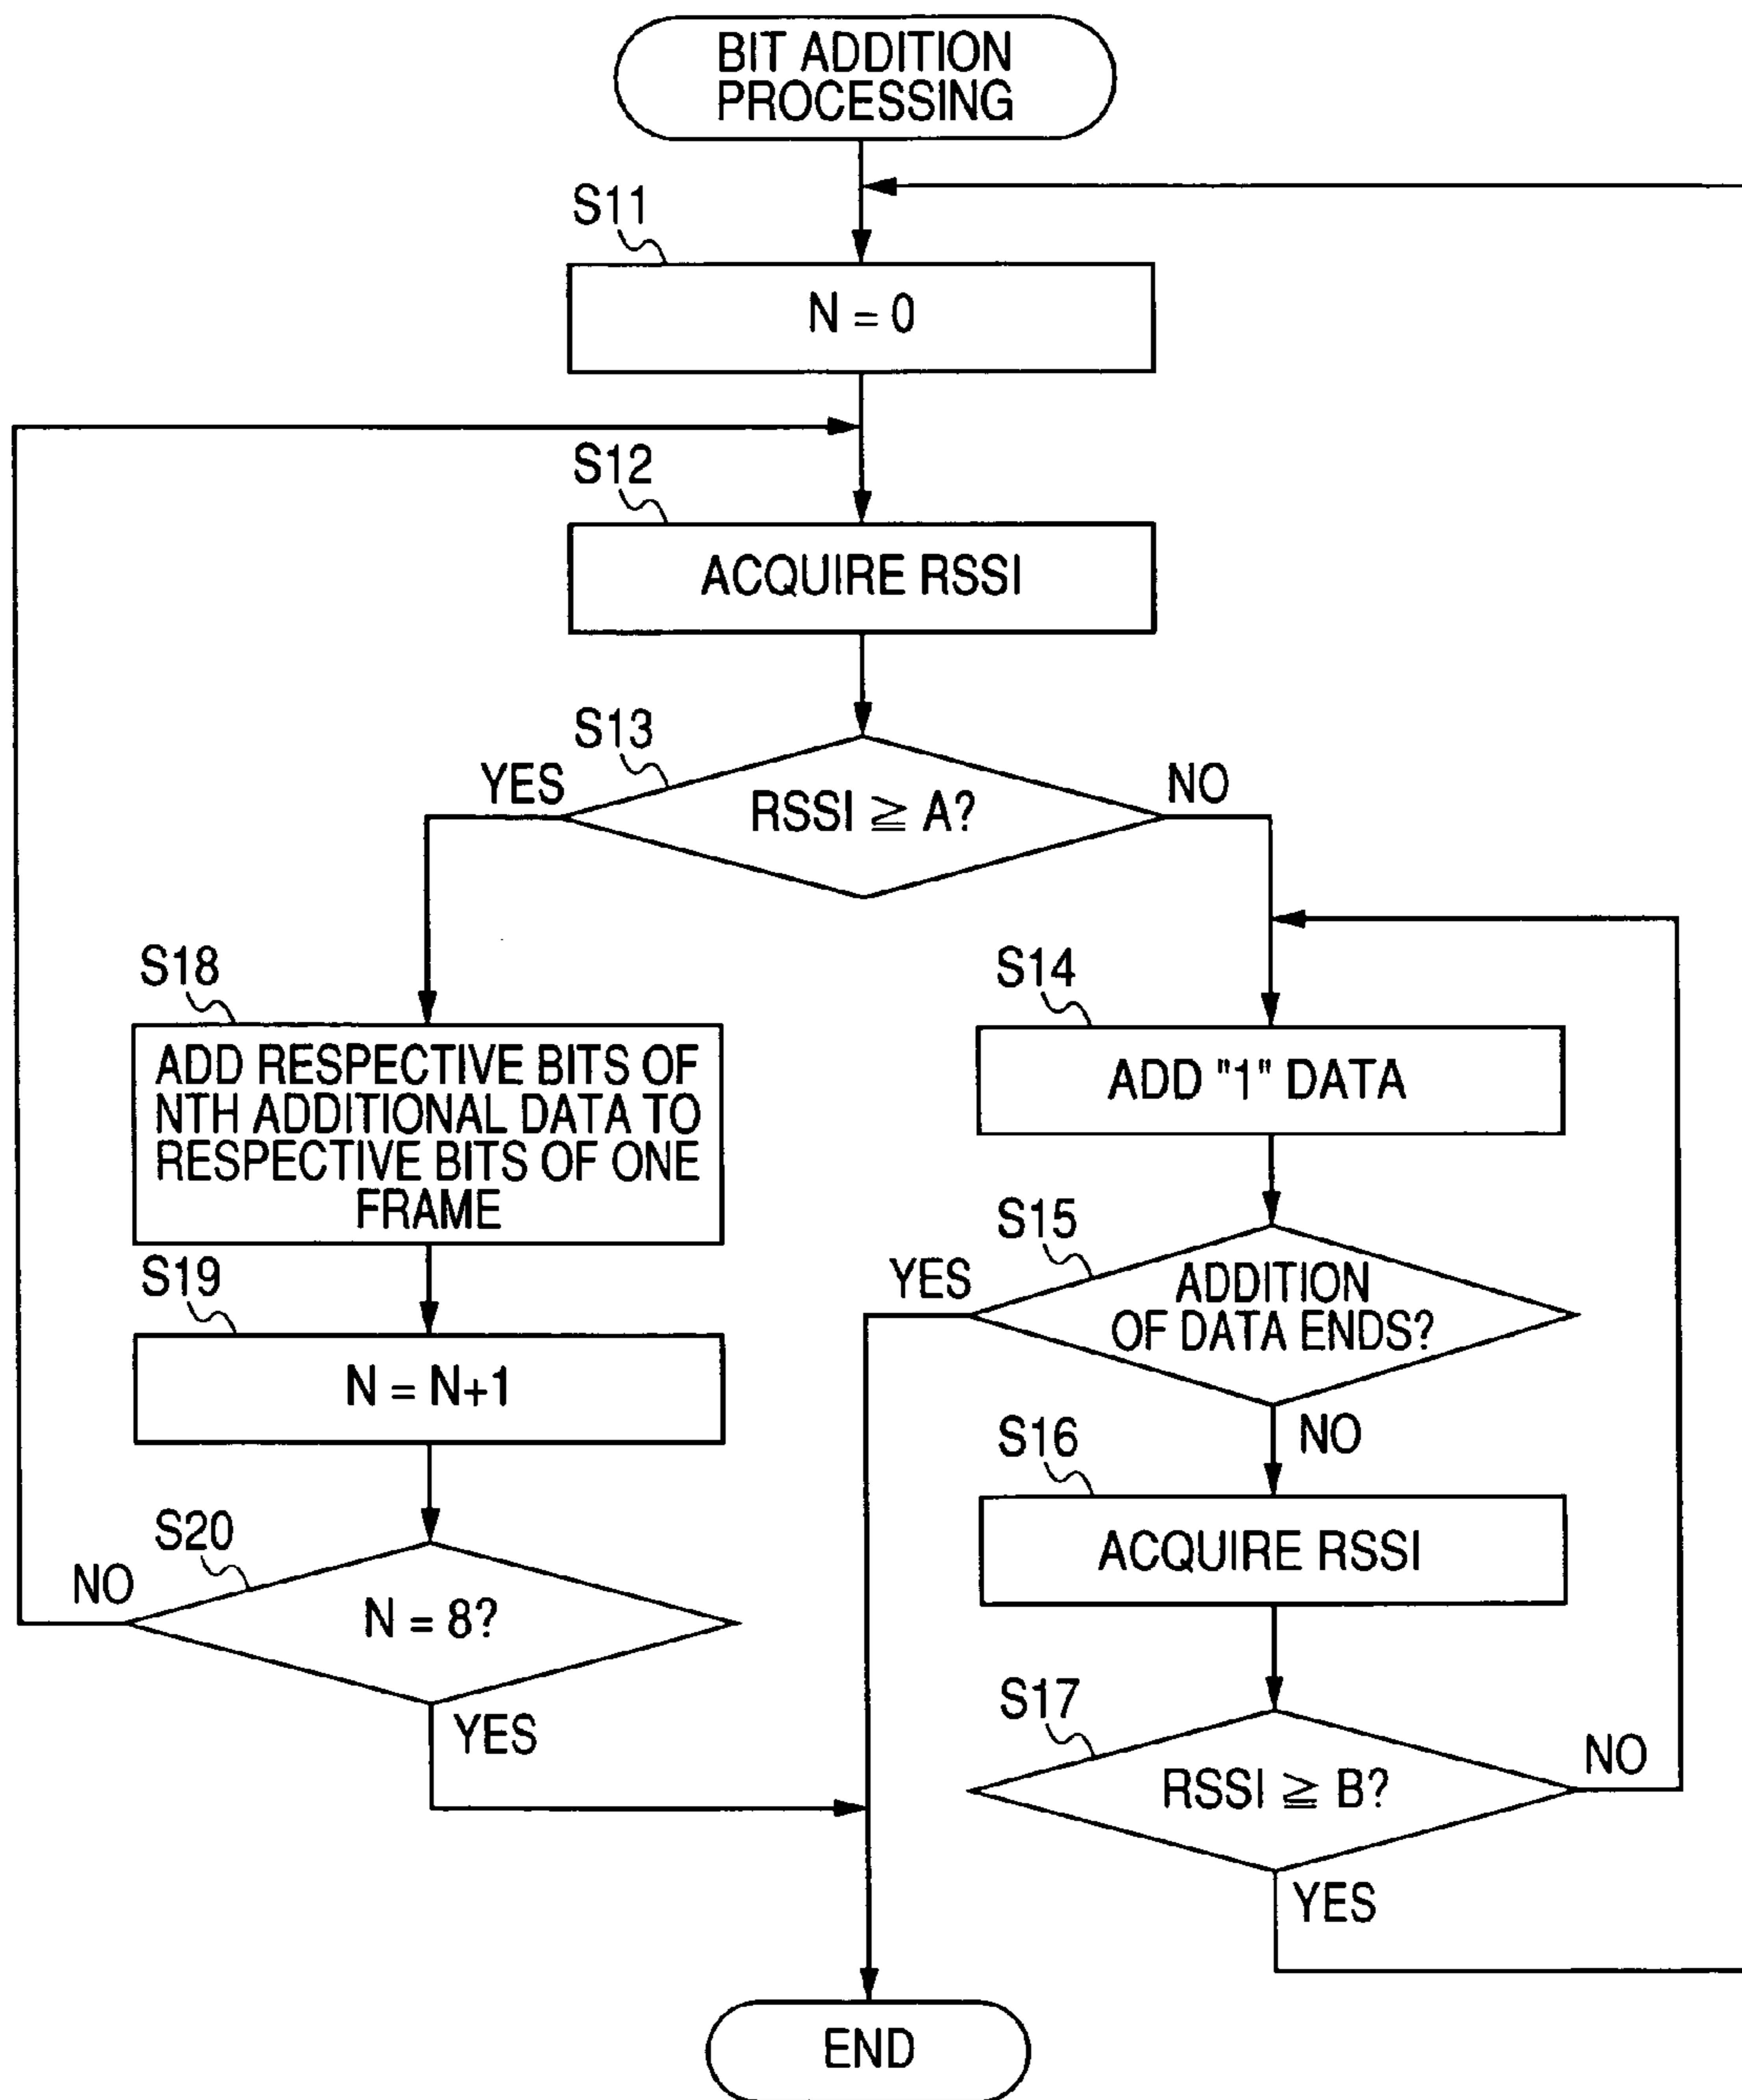 BIT ADDITION
PROCESSING
S11
N = 0
S12
ACQUIRE RSSI
S13
YES
NO
RSSI ≧ A?
S18
ADD RESPECTIVE BITS OF
NTH ADDITIONAL DATA TO
RESPECTIVE BITS OF ONE
FRAME
S19
N = N+1
S20
NO
N = 8?
YES
S14
ADD "1" DATA
S15
YES
ADDITION
OF DATA ENDS?
NO
S16
ACQUIRE RSSI
S17
NO
RSSI ≧ B?
YES
END